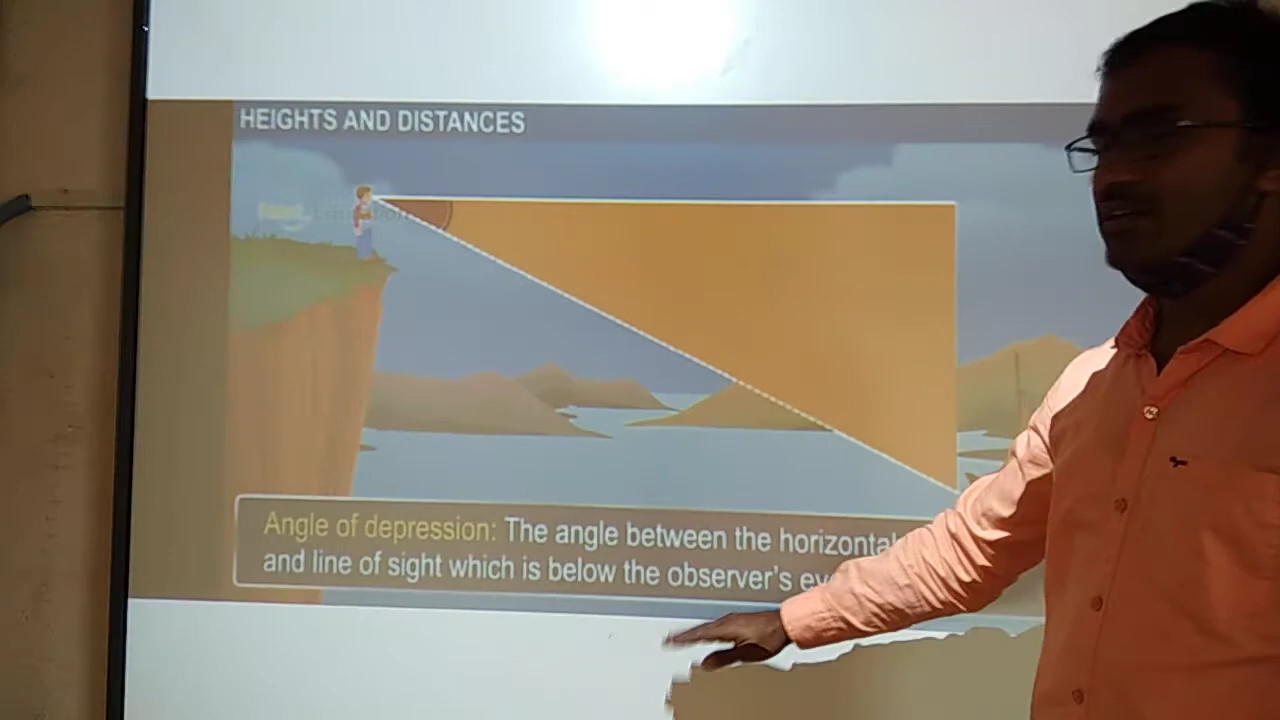 HEIGHTS AND DISTANCES
Angle of depression: The angle between the horizontal
and line of sight which is below the observer's